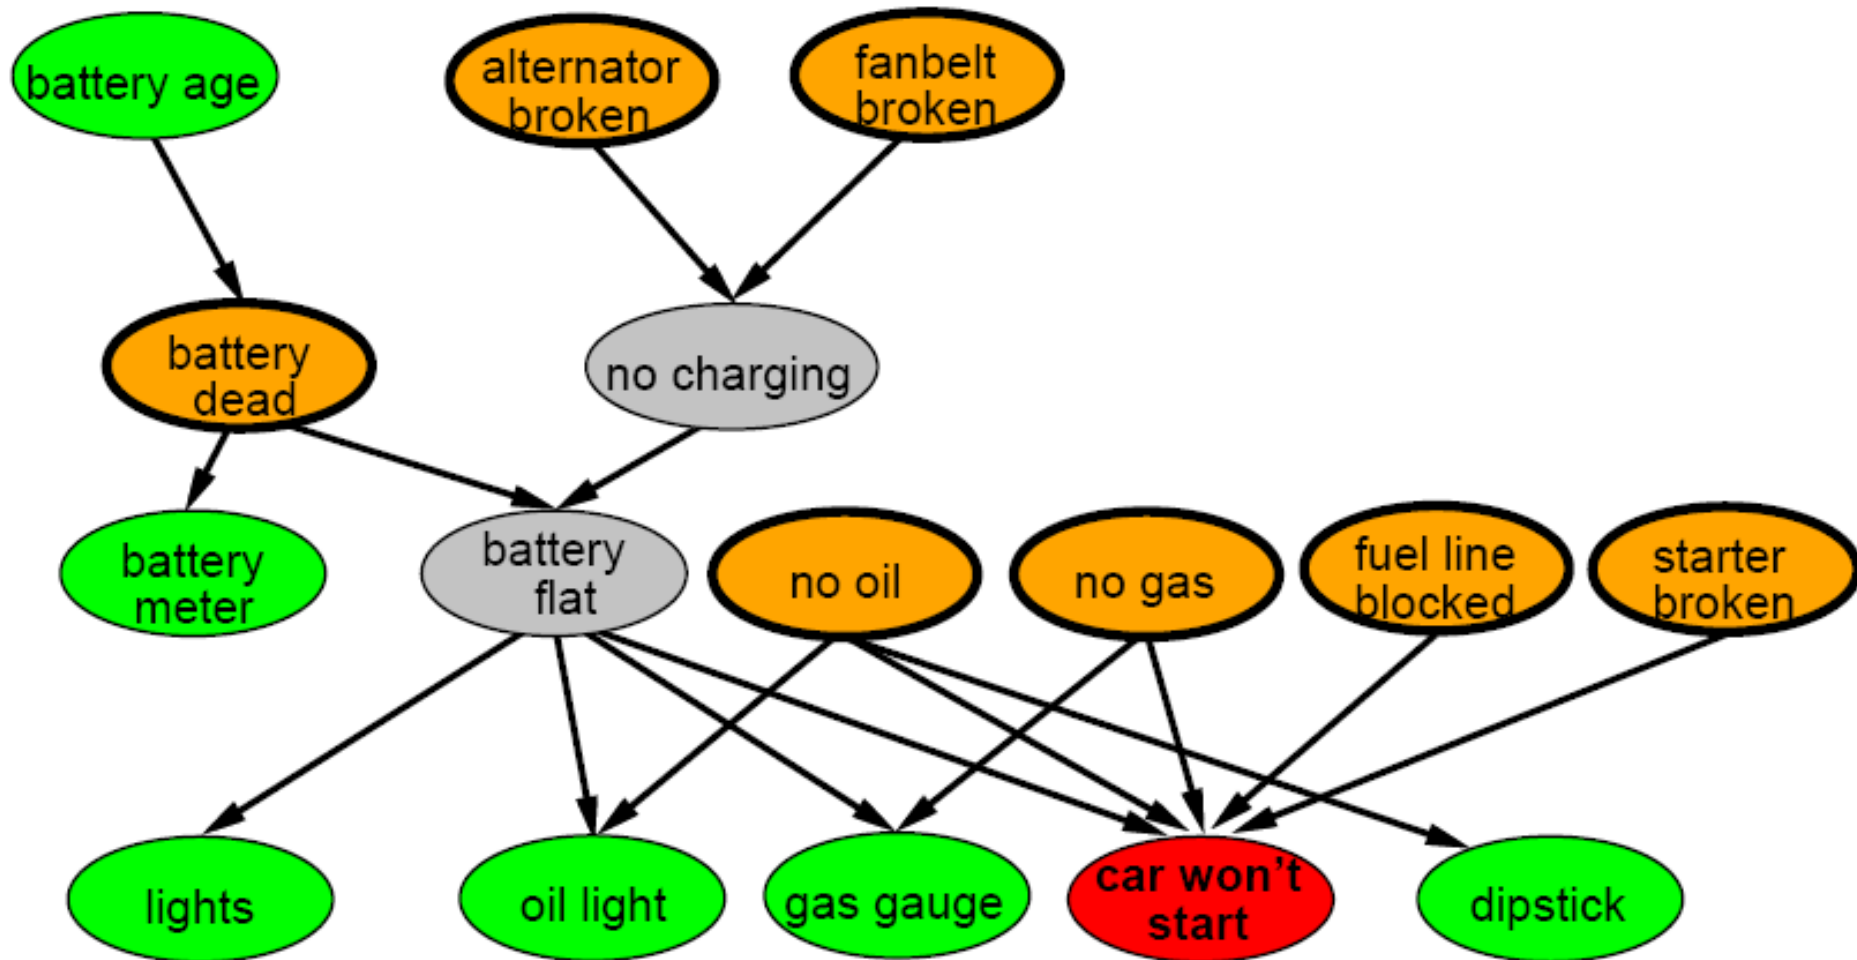 battery age
alternator
broken
fanbelt
broken
battery
dead
no charging
battery
meter
battery
flat
no oil
no gas
fuel line
blocked
starter
broken
lights
oil light
gas gauge
car won't
start
dipstick